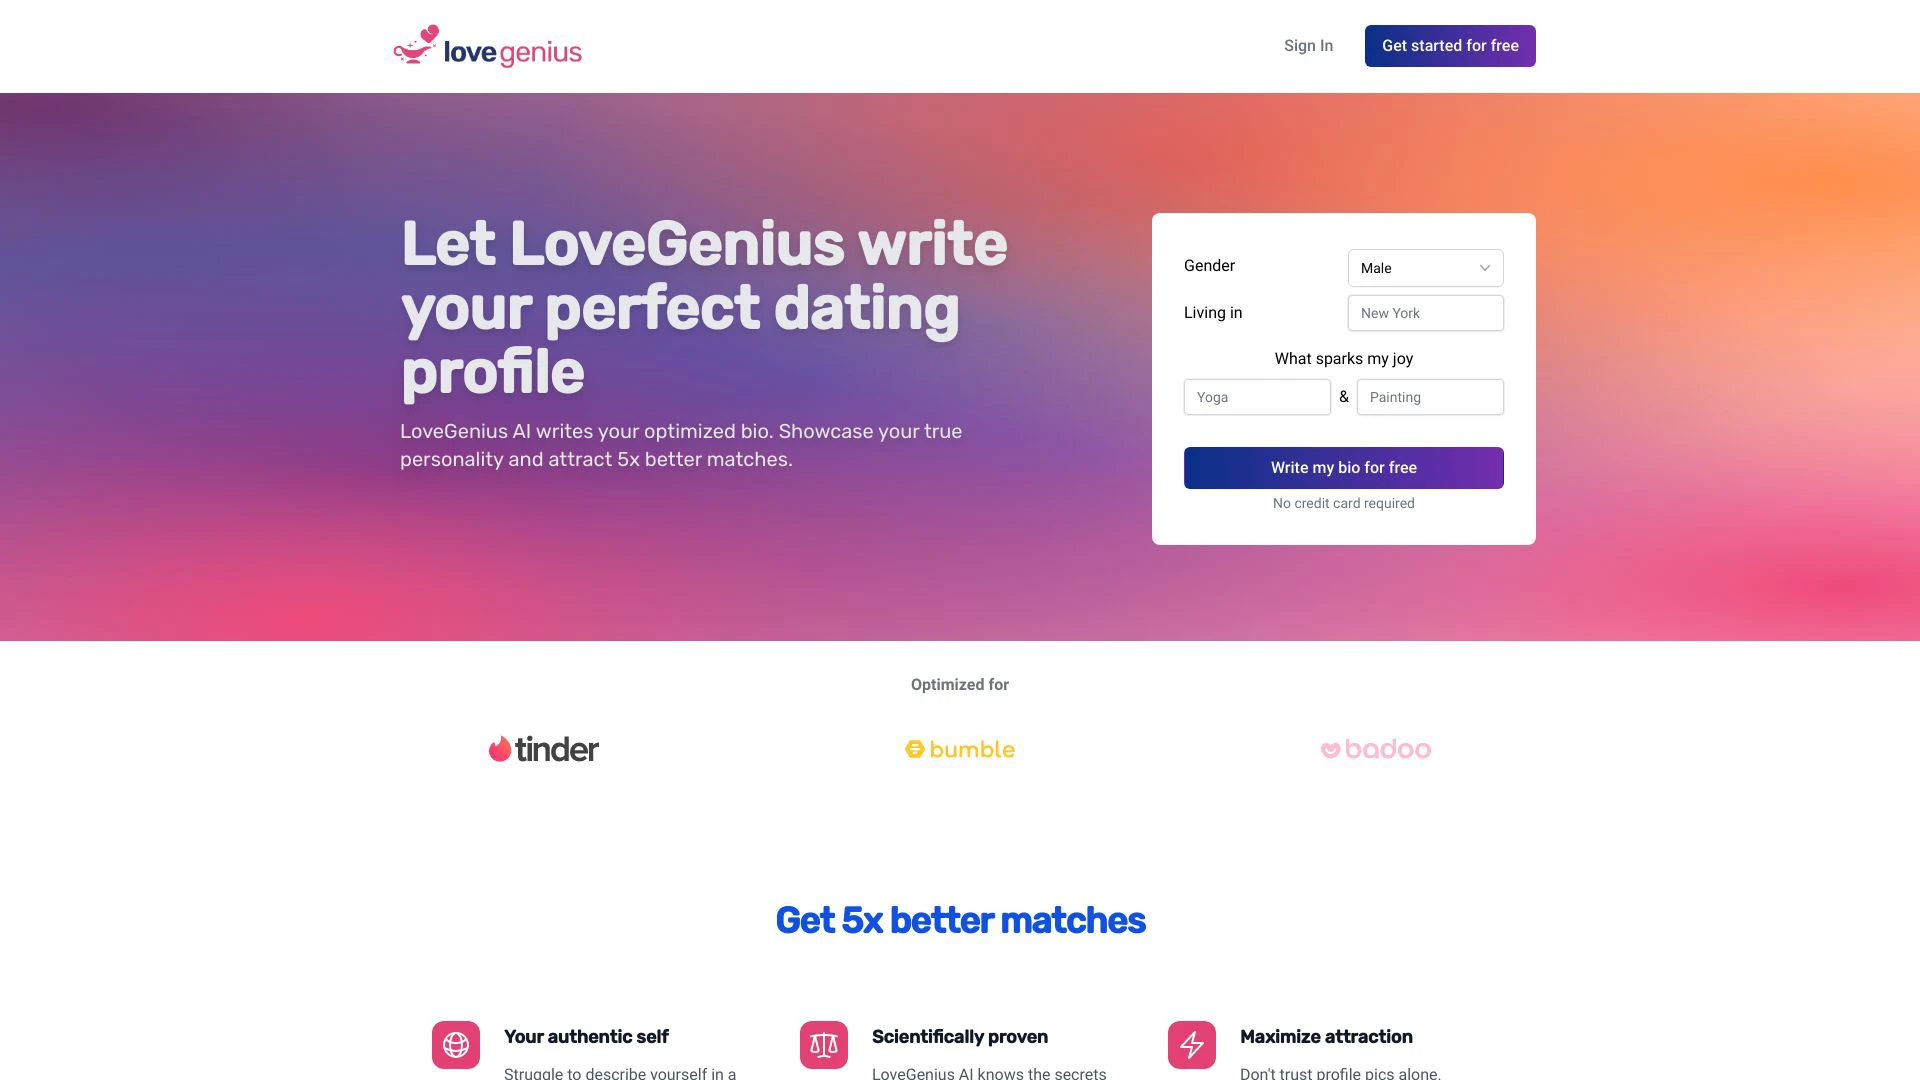 lovegenius
Sign In
Get started for free
Let LoveGenius write
your perfect dating
profile
LoveGenius AI writes your optimized bio. Showcase your true
personality and attract 5x better matches.
Gender
Male
Living in
New York
What sparks my joy
Yoga
&
Painting
Write my bio for free
No credit card required
Optimized for
tinder
bumble
badoo
Get 5x better matches
Your authentic self
Struggle to describe yourself in a
Scientifically proven
LoveGenius AI knows the secrets
Maximize attraction
Don't trust profile pics alone.